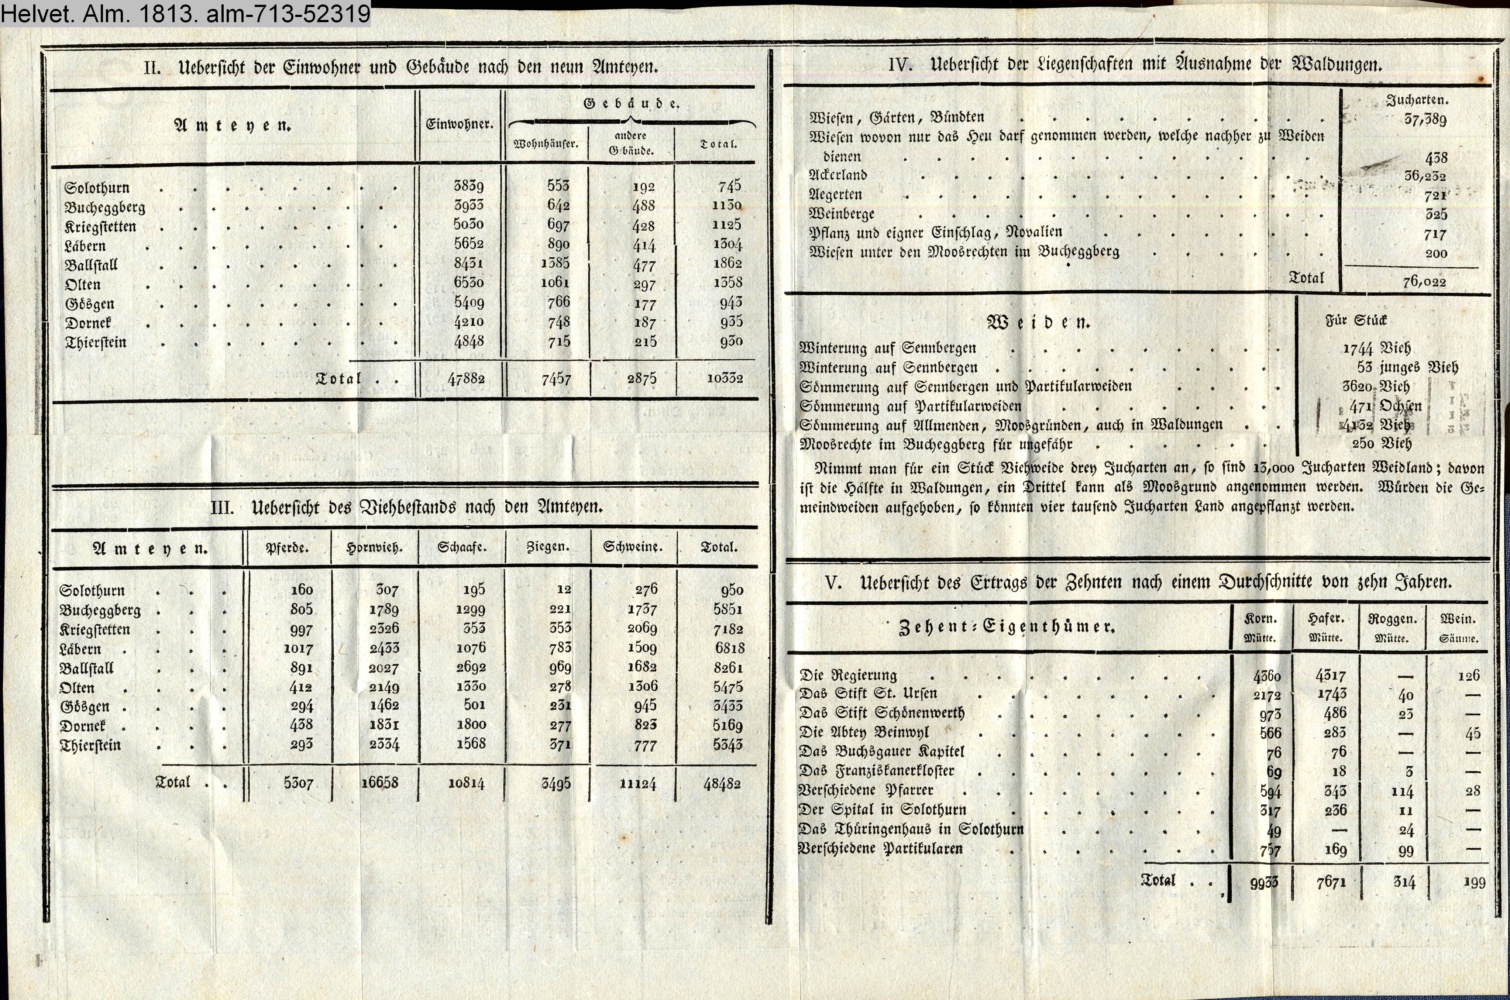 Helvet. Alm. 1813. alm-713-52319
II. Uebersicht der Einwohner und Gebäude nach den neun Amteyen.
Amteyen. Einwohner. Gebäude.
Wohnhäuser. andere Gbäude. Total.
Solothurn . . . . . . . . 3839 553 192 745
Bucheggberg . . . . . . . 3933 642 488 1130
Kriegstetten . . . . . . . 5030 697 428 1125
Läbern . . . . . . . . 5652 890 414 1304
Ballstall . . . . . . . . 8431 1385 477 1862
Olten . . . . . . . . 6530 1061 297 1358
Gösgen . . . . . . . . 5409 766 177 943
Dornek . . . . . . . . 4210 748 187 935
Thierstein . . . . . . . . 4848 715 215 930
Total . . 47882 7457 2875 10332
III. Uebersicht des Viehbestands nach den Amteyen.
Amteyen. Pferde. Hornvieh. Schaafe. Ziegen. Schweine. Total.
Solothurn . . . 160 307 195 12 276 950
Bucheggberg . . . 805 1789 1299 221 1737 5851
Kriegstetten . . . 997 2326 353 353 2069 7182
Läbern . . . . 1017 2433 1076 783 1509 6818
Ballstall . . . 891 2027 2692 969 1682 8261
Olten . . . . 412 2149 1330 278 1306 5475
Gösgen . . . . 294 1462 501 231 945 3433
Dornek . . . . 438 1831 1800 277 823 5169
Thierstein . . . 293 2334 1568 371 777 5343
Total . . 5307 16658 10814 3495 11124 48482
IV. Uebersicht der Liegenschaften mit Ausnahme der Waldungen.
Jucharten.
Wiesen, Gärten, Bündten . . . . . . . . . . 37,389
Wiesen wovon nur das Heu darf genommen werden, welche nachher zu Weiden
dienen . . . . . . . . . . . . . 438
Ackerland . . . . . . . . . . . . . 36,232
Aegerten . . . . . . . . . . . . . 721
Weinberge . . . . . . . . . . . . . 325
Pflanz und eigner Einschlag, Novalien . . . . . . . 717
Wiesen unter den Moosrechten im Bucheggberg . . . . . . 200
Total 76,022
Weiden. Für Stück
Winterung auf Sennbergen . . . . . . . . . 1744 Vieh
Winterung auf Sennbergen . . . . . . . . . 53 junges Vieh
Sömmerung auf Sennbergen und Partikularweiden . . . . 3620 Vieh
Sömmerung auf Partikularweiden . . . . . . . 471 Ochsen
Sömmerung auf Allmenden, Moosgründen, auch in Waldungen . . 4132 Vieh
Moosrechte im Bucheggberg für ungefähr . . . . . . 250 Vieh
Nimmt man für ein Stück Viehweide drey Jucharten an, so sind 13,000 Jucharten Weidland; davon
ist die Hälfte in Waldungen, ein Drittel kann als Moosgrund angenommen werden. Würden die Ge-
meindweiden aufgehoben, so könnten vier tausend Jucharten Land angepflanzt werden.
V. Uebersicht des Ertrags der Zehnten nach einem Durchschnitte von zehn Jahren.
Zehent-Eigenthümer. Korn. Hafer. Roggen. Wein.
Mütte. Mütte. Mütte. Säume.
Die Regierung . . . . . . . . . 4360 4317 — 126
Das Stift St. Ursen . . . . . . . . 2172 1743 40 —
Das Stift Schönenwerth . . . . . . . 973 486 23 —
Die Abtey Beinwyl . . . . . . . . 566 283 — 45
Das Buchsgauer Kapitel . . . . . . . 76 76 — —
Das Franziskanerkloster . . . . . . . . 69 18 3 —
Verschiedene Pfarrer . . . . . . . . 594 343 114 28
Der Spital in Solothurn . . . . . . . 317 236 11 —
Das Thüringenhaus in Solothurn . . . . . 49 — 24 —
Verschiedene Partikularen . . . . . . . 757 169 99 —
Total . . 9933 7671 314 199